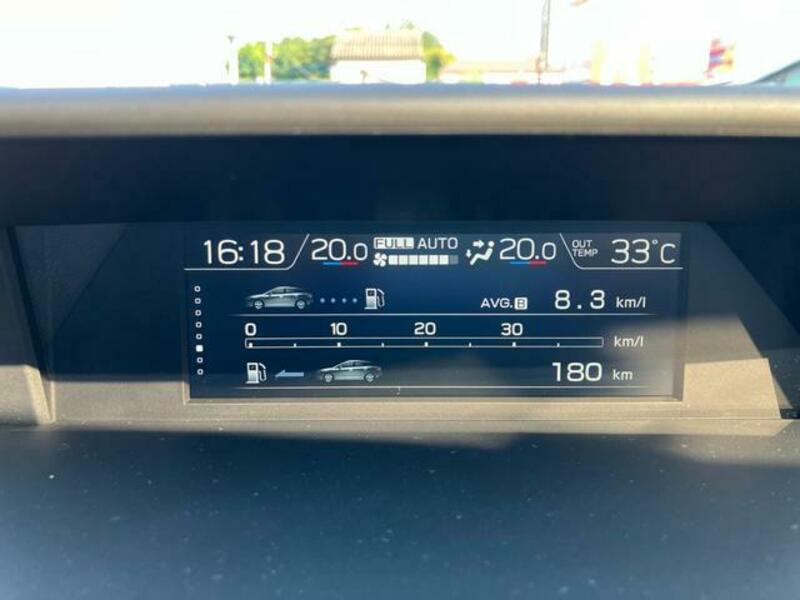 16:18 20.0 FULL AUTO 20.0 OUT TEMP 33°C
AVG. B 8.3 km/l
0 10 20 30
km/l
180 km